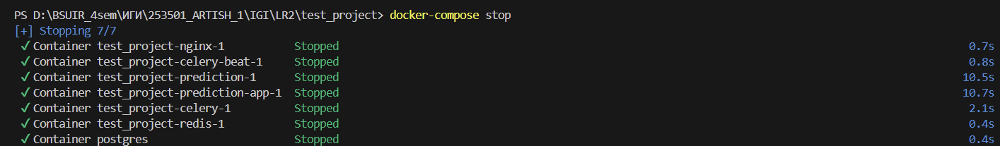 PS D:\BSUIR_4sem\ИГИ\253501_ARTISH_1\IGI\LR2\test_project> docker-compose stop
[+] Stopping 7/7
✓ Container test_project-nginx-1 Stopped 0.7s
✓ Container test_project-celery-beat-1 Stopped 0.8s
✓ Container test_project-prediction-1 Stopped 10.5s
✓ Container test_project-prediction-app-1 Stopped 10.7s
✓ Container test_project-celery-1 Stopped 2.1s
✓ Container test_project-redis-1 Stopped 0.4s
✓ Container postgres Stopped 0.4s